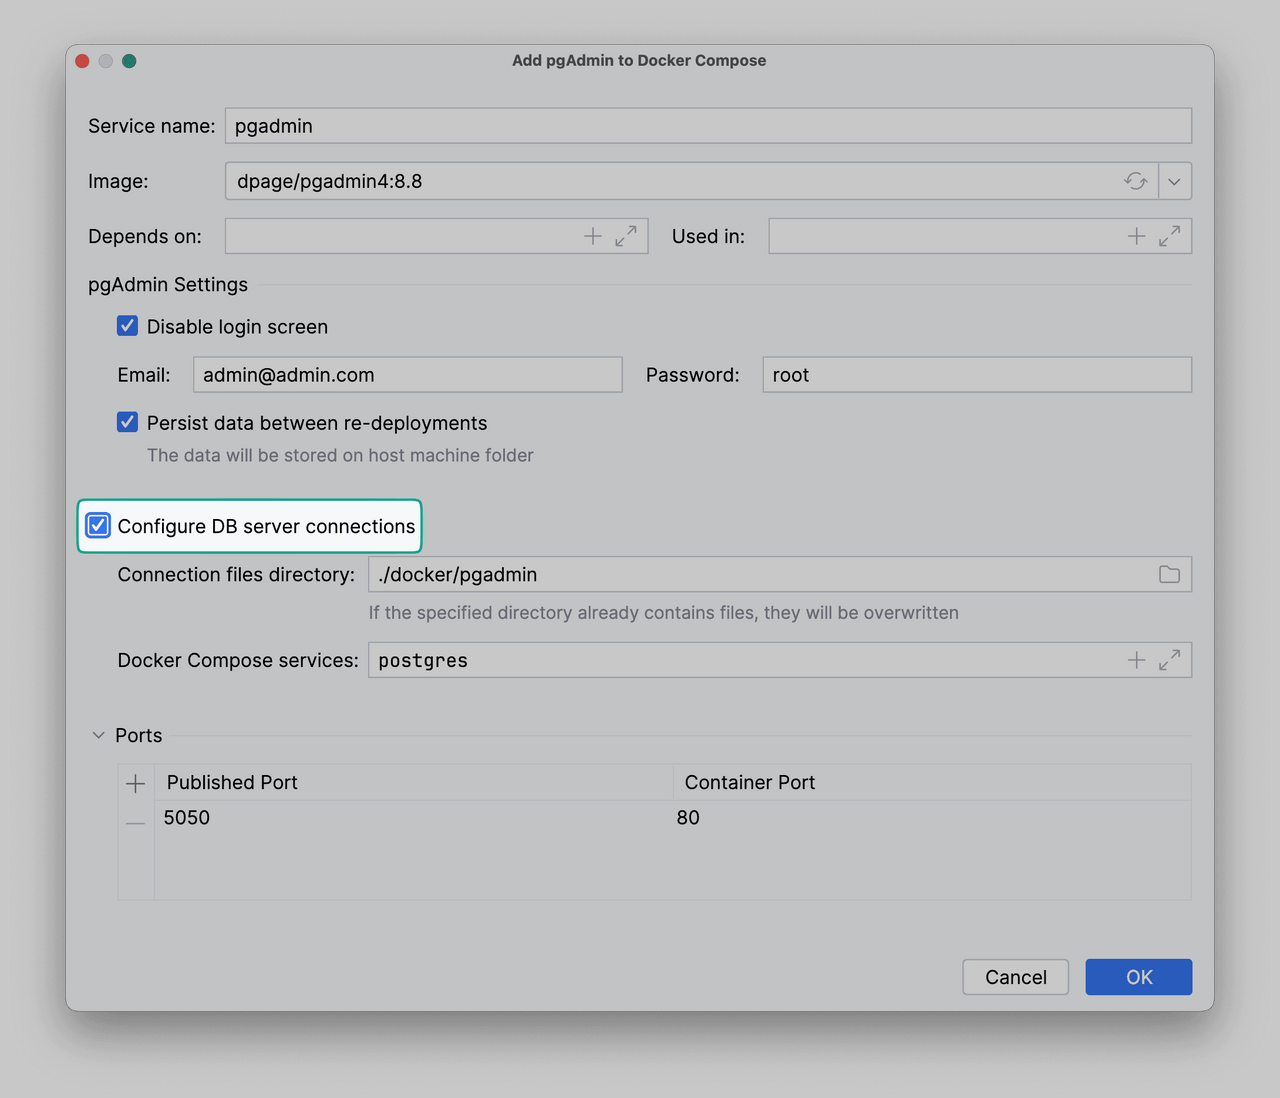 Add pgAdmin to Docker Compose
Service name: pgadmin
Image: dpage/pgadmin4:8.8
Depends on: Used in:
pgAdmin Settings
Disable login screen
Email: admin@admin.com Password: root
Persist data between re-deployments
The data will be stored on host machine folder
Configure DB server connections
Connection files directory: ./docker/pgadmin
If the specified directory already contains files, they will be overwritten
Docker Compose services: postgres
Ports
Published Port Container Port
5050 80
Cancel OK